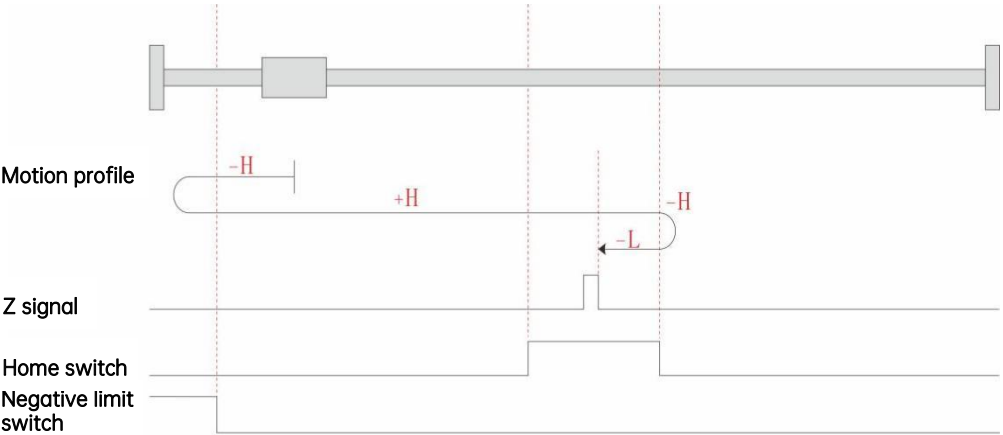 Motion profile
−H
+H
−H
−L
Z signal
Home switch
Negative limit
switch